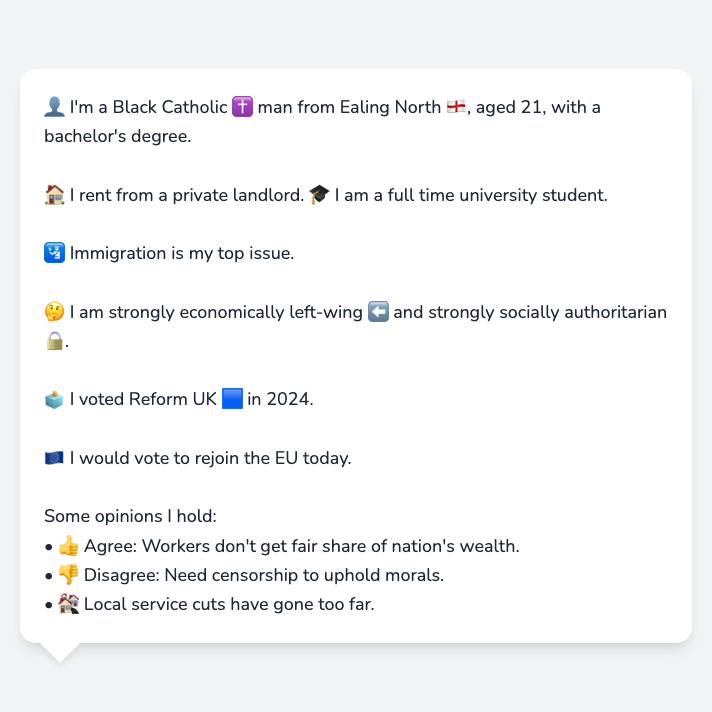 👤 I'm a Black Catholic ✝️ man from Ealing North 🏴󠁧󠁢󠁥󠁮󠁧󠁿, aged 21, with a
bachelor's degree.
🏠 I rent from a private landlord. 🎓 I am a full time university student.
🛂 Immigration is my top issue.
🤔 I am strongly economically left-wing ⬅️ and strongly socially authoritarian
🔒.
🗳️ I voted Reform UK 🟦 in 2024.
🇪🇺 I would vote to rejoin the EU today.
Some opinions I hold:
• 👍 Agree: Workers don't get fair share of nation's wealth.
• 👎 Disagree: Need censorship to uphold morals.
• 🏘️ Local service cuts have gone too far.